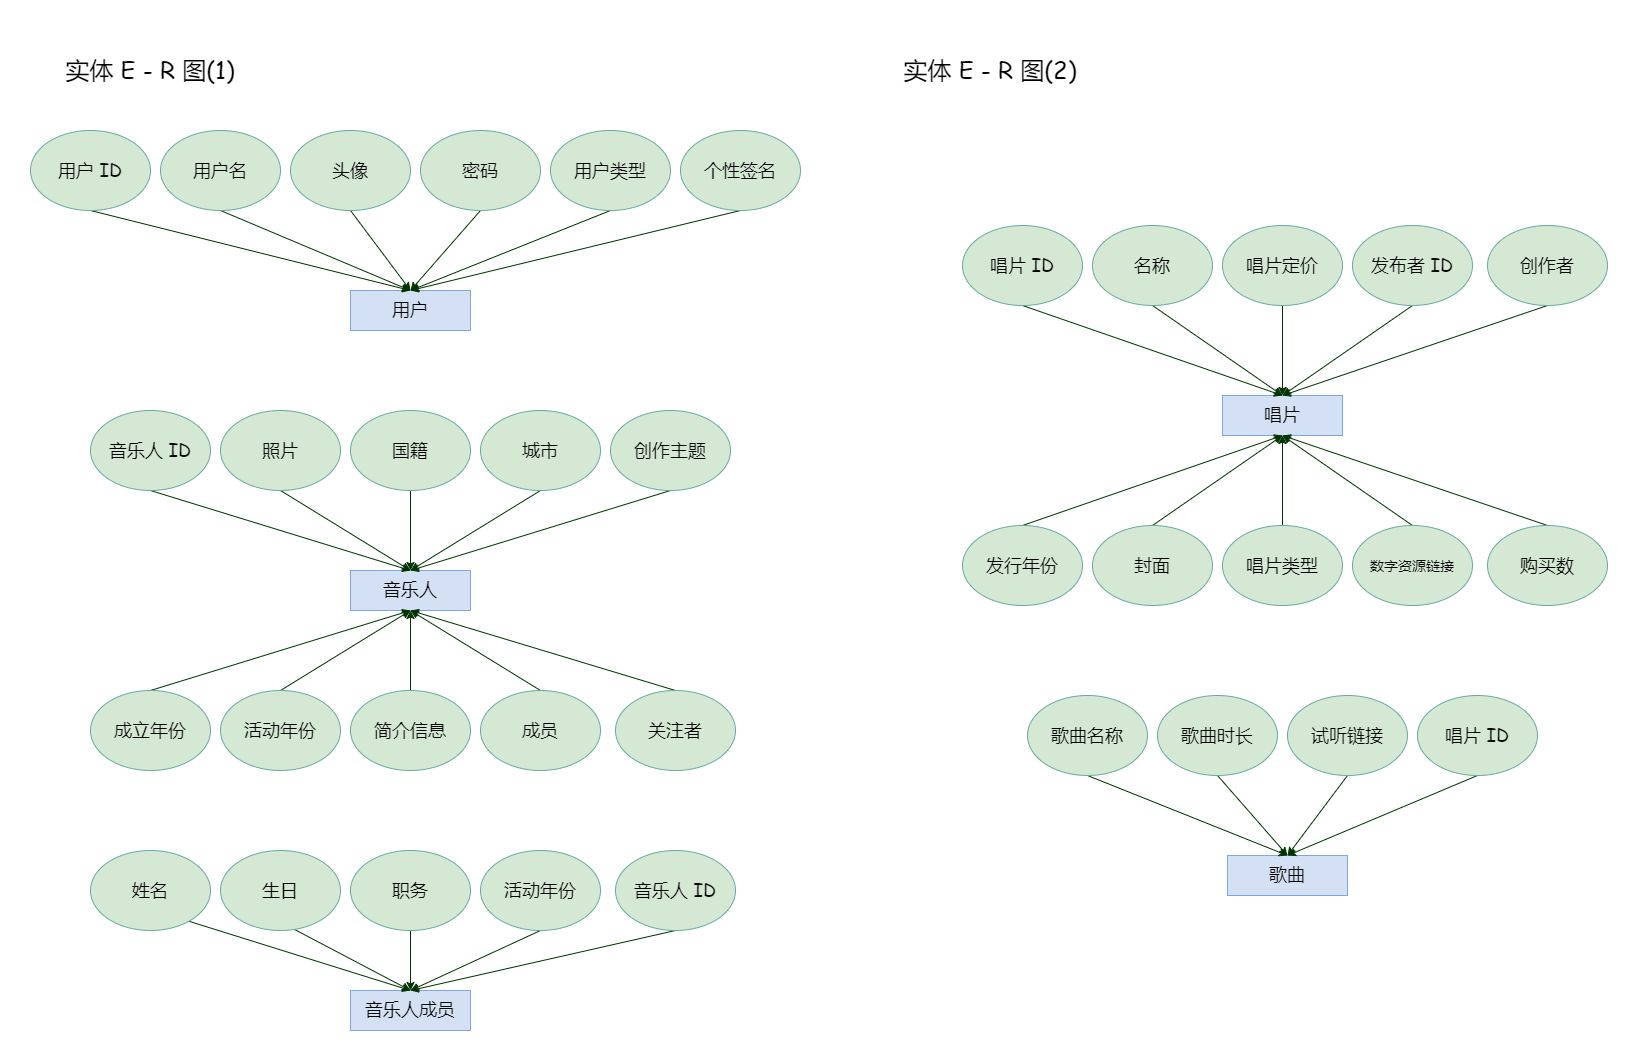 实体 E - R 图(1)
用户 ID
用户名
头像
密码
用户类型
个性签名
用户
音乐人 ID
照片
国籍
城市
创作主题
音乐人
成立年份
活动年份
简介信息
成员
关注者
姓名
生日
职务
活动年份
音乐人 ID
音乐人成员
实体 E - R 图(2)
唱片 ID
名称
唱片定价
发布者 ID
创作者
唱片
发行年份
封面
唱片类型
数字资源链接
购买数
歌曲名称
歌曲时长
试听链接
唱片 ID
歌曲